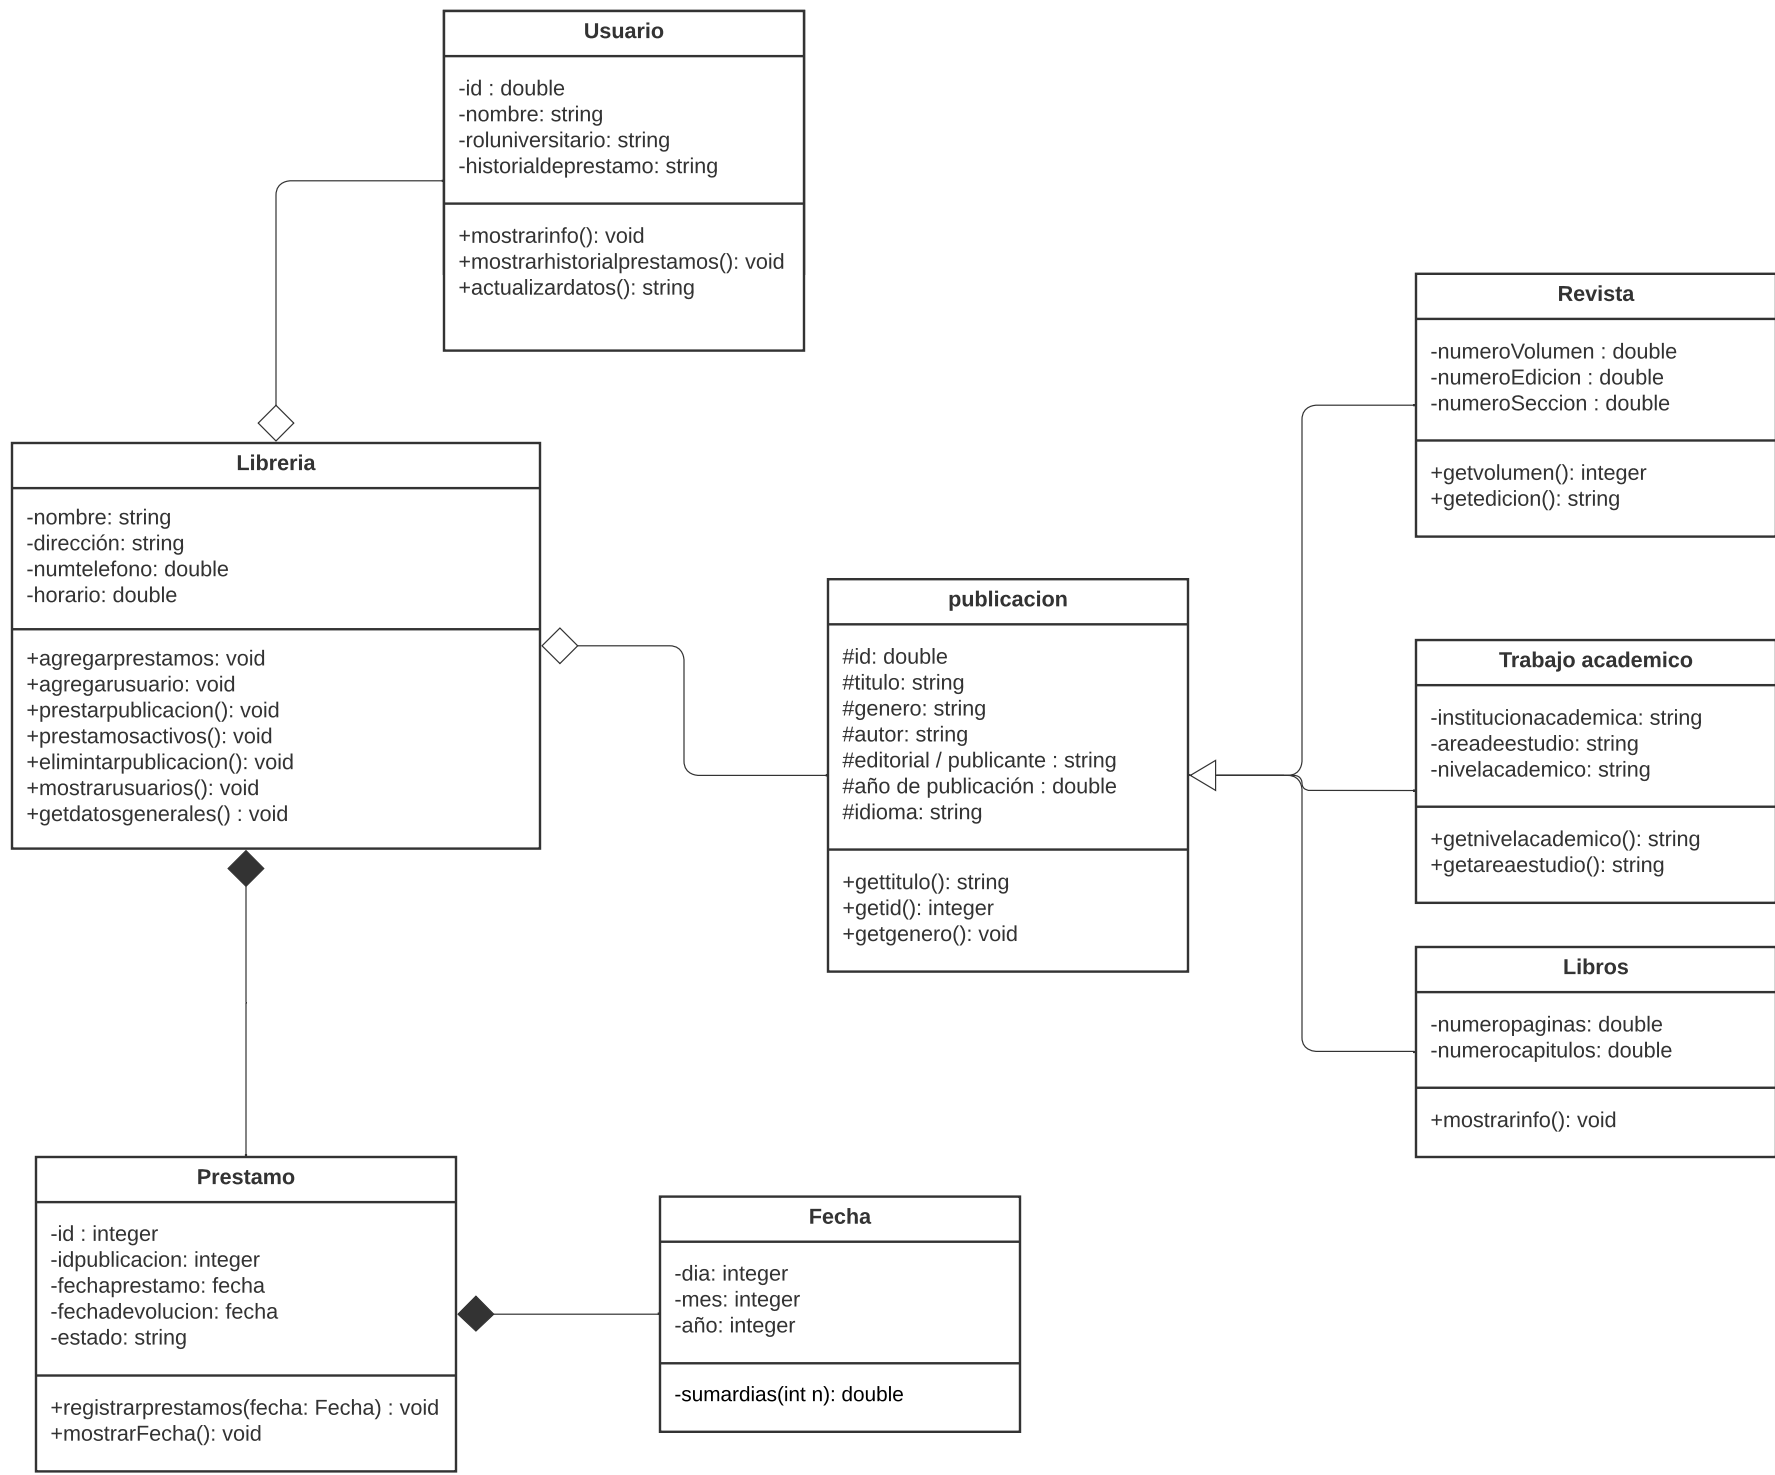 Usuario
-id : double
-nombre: string
-roluniversitario: string
-historialdeprestamo: string
+mostrarinfo(): void
+mostrarhistorialprestamos(): void
+actualizardatos(): string
Libreria
-nombre: string
-dirección: string
-numtelefono: double
-horario: double
+agregarprestamos: void
+agregarusuario: void
+prestarpublicacion(): void
+prestamosactivos(): void
+elimintarpublicacion(): void
+mostrarusuarios(): void
+getdatosgenerales() : void
publicacion
#id: double
#titulo: string
#genero: string
#autor: string
#editorial / publicante : string
#año de publicación : double
#idioma: string
+gettitulo(): string
+getid(): integer
+getgenero(): void
Revista
-numeroVolumen : double
-numeroEdicion : double
-numeroSeccion : double
+getvolumen(): integer
+getedicion(): string
Trabajo academico
-institucionacademica: string
-areadeestudio: string
-nivelacademico: string
+getnivelacademico(): string
+getareaestudio(): string
Libros
-numeropaginas: double
-numerocapitulos: double
+mostrarinfo(): void
Prestamo
-id : integer
-idpublicacion: integer
-fechaprestamo: fecha
-fechadevolucion: fecha
-estado: string
+registrarprestamos(fecha: Fecha) : void
+mostrarFecha(): void
Fecha
-dia: integer
-mes: integer
-año: integer
-sumardias(int n): double